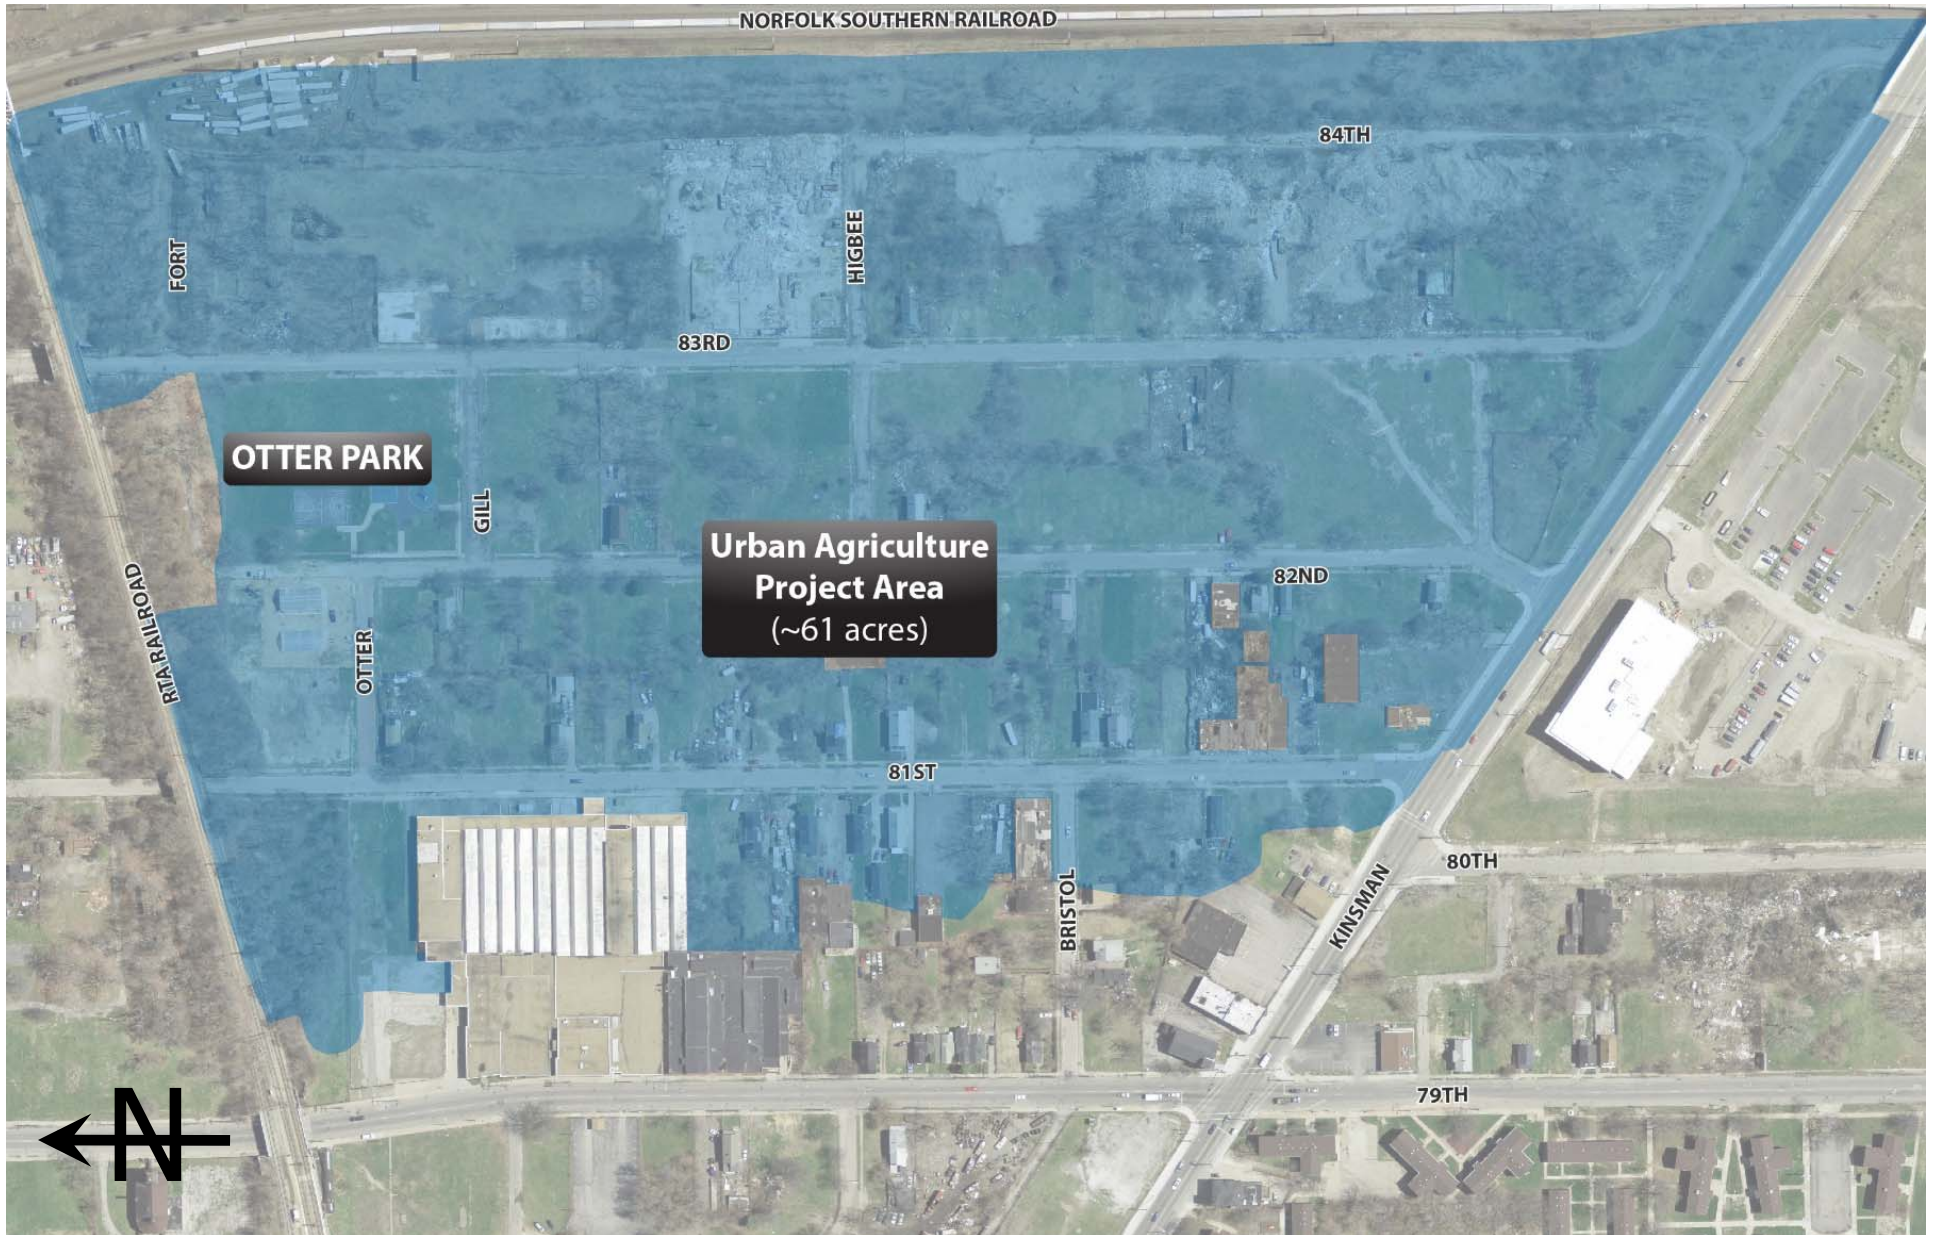 NORFOLK SOUTHERN RAILROAD
84TH
FORT
HIGBEE
83RD
OTTER PARK
GILL
Urban Agriculture
Project Area
(~61 acres)
82ND
RTA RAILROAD
OTTER
81ST
80TH
BRISTOL
KINSMAN
79TH
N